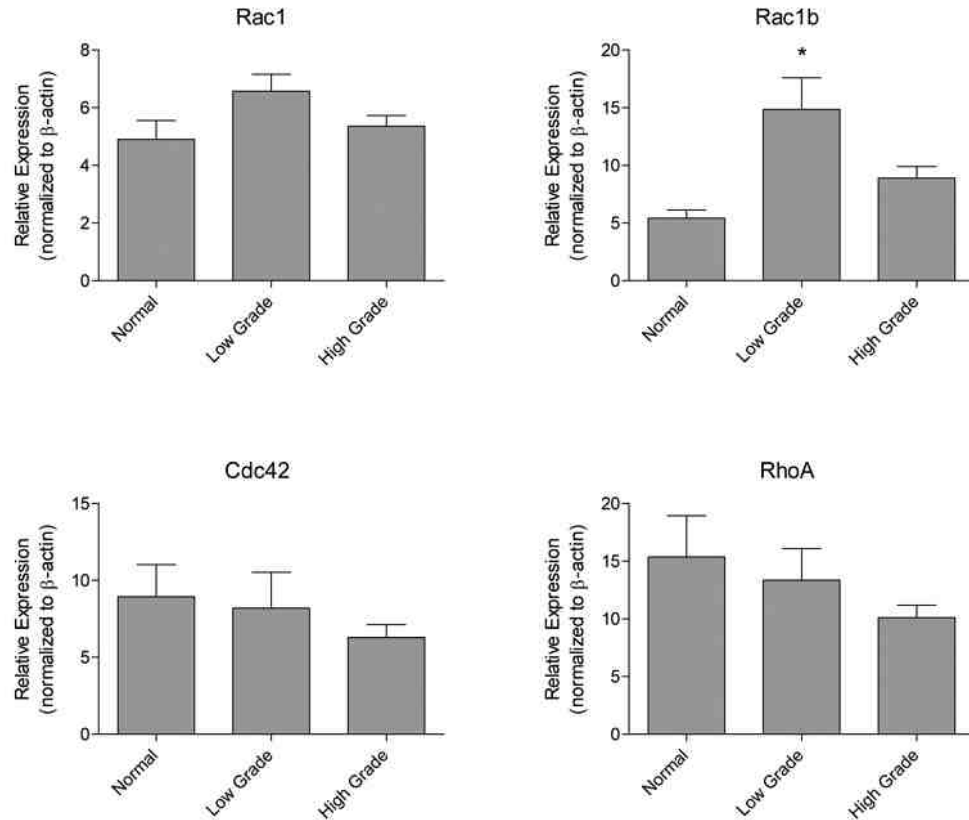 Rac1
Relative Expression
(normalized to β-actin)
8
6
4
2
0
Normal
Low Grade
High Grade
Rac1b
Relative Expression
(normalized to β-actin)
20
15
10
5
0
*
Normal
Low Grade
High Grade
Cdc42
Relative Expression
(normalized to β-actin)
15
10
5
0
Normal
Low Grade
High Grade
RhoA
Relative Expression
(normalized to β-actin)
20
15
10
5
0
Normal
Low Grade
High Grade